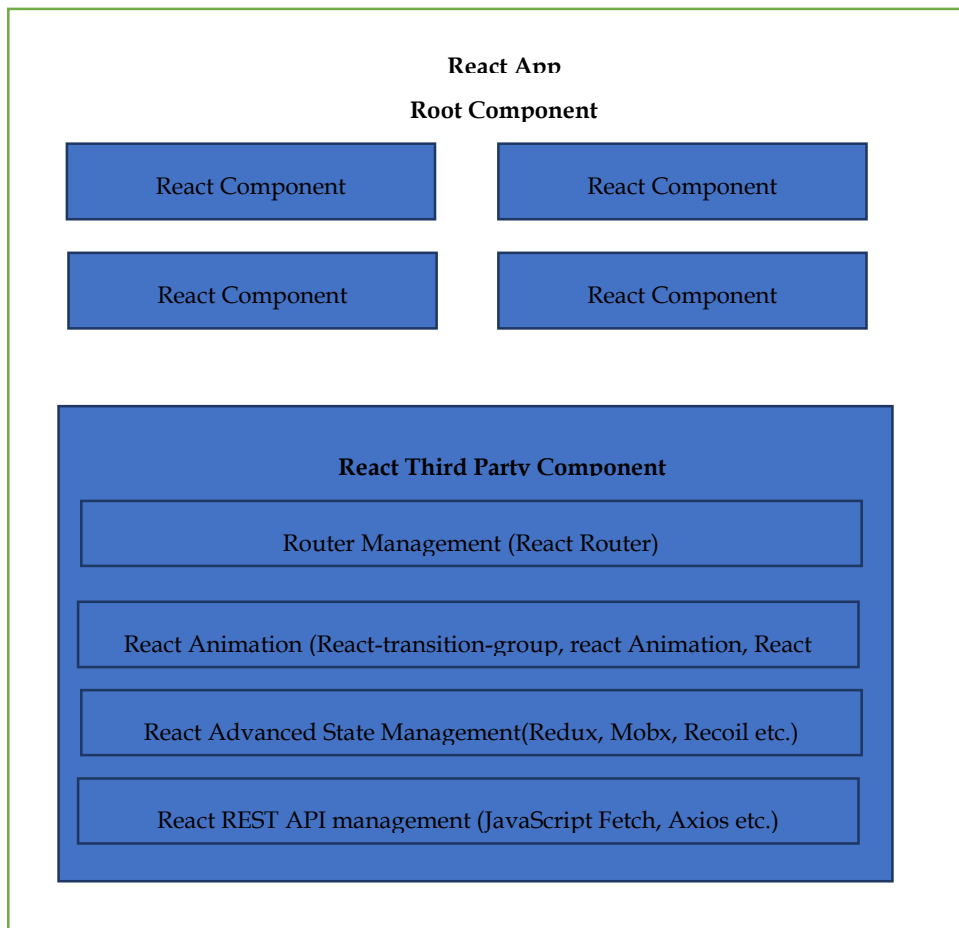 React App
Root Component
React Component React Component
React Component React Component
React Third Party Component
Router Management (React Router)
React Animation (React-transition-group, react Animation, React
React Advanced State Management(Redux, Mobx, Recoil etc.)
React REST API management (JavaScript Fetch, Axios etc.)